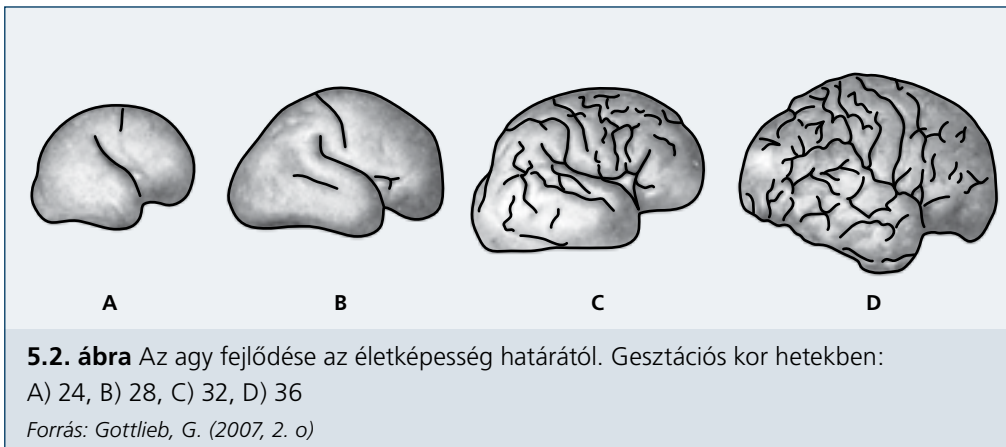 A B C D
5.2. ábra Az agy fejlődése az életképesség határától. Gesztációs kor hetekben:
A) 24, B) 28, C) 32, D) 36
Forrás: Gottlieb, G. (2007, 2. o)